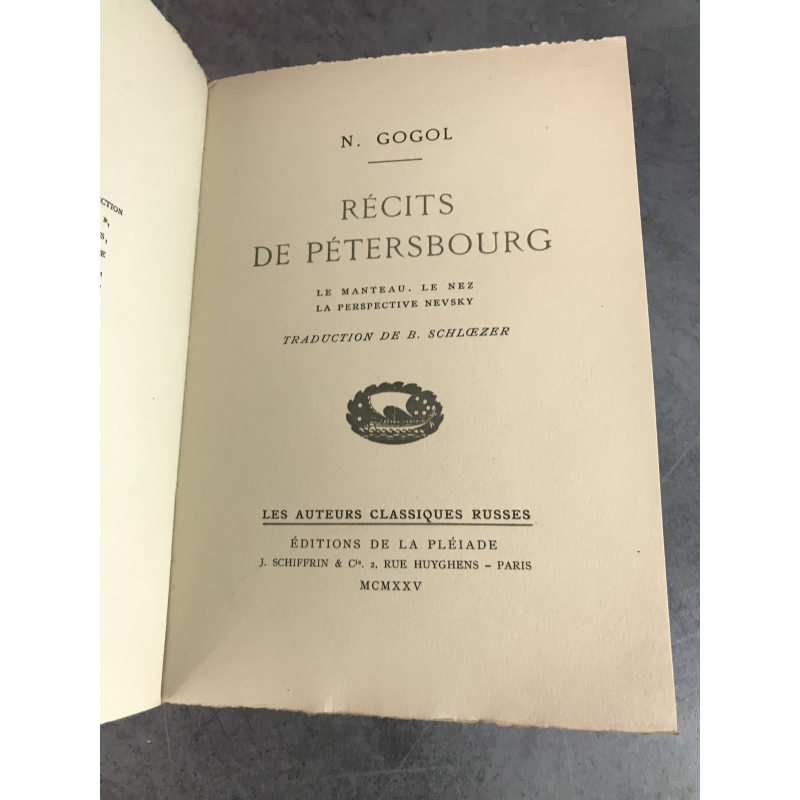 CTION
»,
S,
E
,
N. GOGOL
RÉCITS
DE PÉTERSBOURG
LE MANTEAU. LE NEZ
LA PERSPECTIVE NEVSKY
TRADUCTION DE B. SCHLŒZER
LES AUTEURS CLASSIQUES RUSSES
ÉDITIONS DE LA PLÉIADE
J. SCHIFFRIN & Cie. 2, RUE HUYGHENS – PARIS
MCMXXV